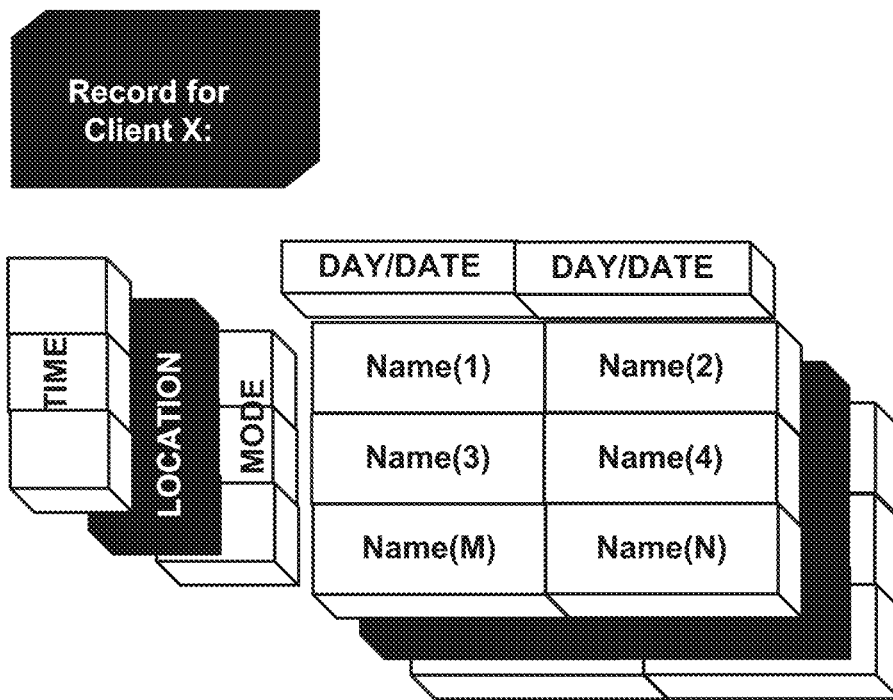 Record for
Client X:
DAY/DATE DAY/DATE
TIME
LOCATION
MODE
Name(1) Name(2)
Name(3) Name(4)
Name(M) Name(N)